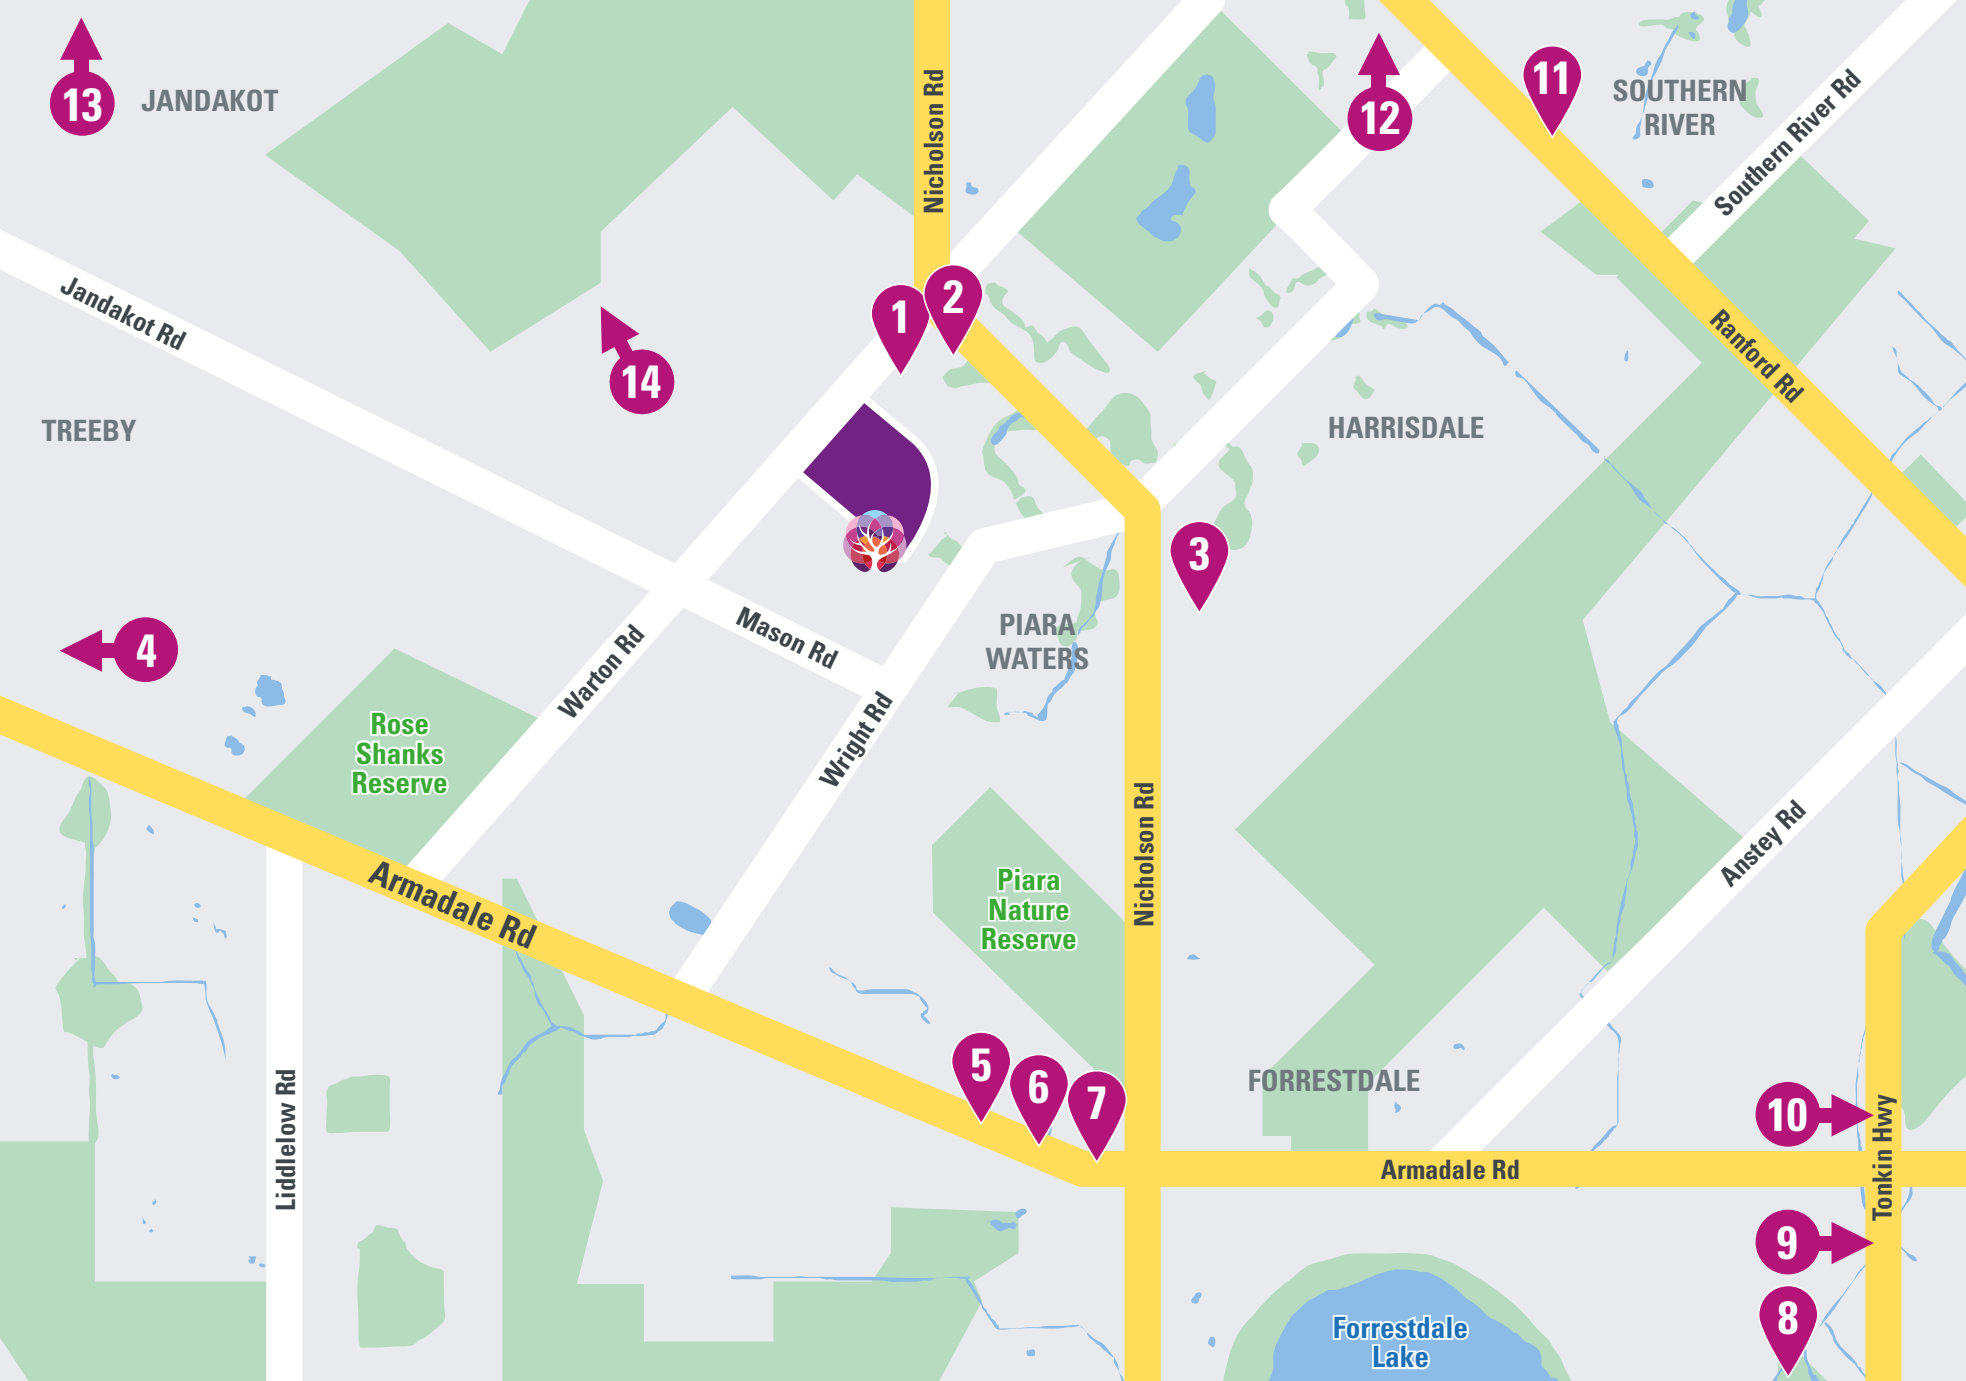 13
JANDAKOT
Nicholson Rd
12
11
SOUTHERN
RIVER
Southern River Rd
Jandakot Rd
1
2
14
Ranford Rd
TREEBY
HARRISDALE
3
4
Mason Rd
Warton Rd
PIARA
WATERS
Wright Rd
Rose
Shanks
Reserve
Armadale Rd
Piara
Nature
Reserve
Nicholson Rd
Anstey Rd
Liddlelow Rd
5
6
7
FORRESTDALE
10
Tonkin Hwy
Armadale Rd
9
8
Forrestdale
Lake